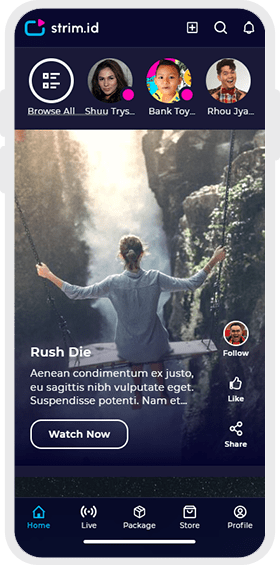 strim.id
Browse All
Shuu Trys...
Bank Toy...
Rhou Jya...
Rush Die
Aenean condimentum ex justo,
eu sagittis nibh vulputate eget.
Suspendisse potenti. Nam et...
Watch Now
Follow
Like
Share
Home
Live
Package
Store
Profile